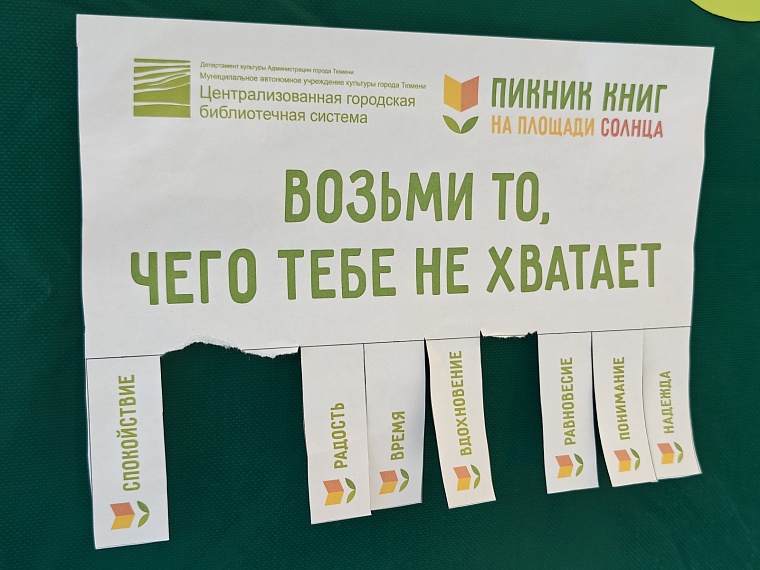 Департамент культуры Администрации города Тюмени
Муниципальное автономное учреждение культуры города Тюмени
Централизованная городская
библиотечная система
ПИКНИК КНИГ
НА ПЛОЩАДИ СОЛНЦА
ВОЗЬМИ ТО,
ЧЕГО ТЕБЕ НЕ ХВАТАЕТ
СПОКОЙСТВИЕ
РАДОСТЬ
ВРЕМЯ
ВДОХНОВЕНИЕ
РАВНОВЕСИЕ
ПОНИМАНИЕ
НАДЕЖДА